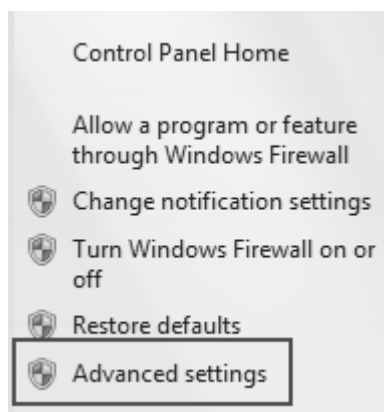 Control Panel Home
Allow a program or feature
through Windows Firewall
Change notification settings
Turn Windows Firewall on or
off
Restore defaults
Advanced settings